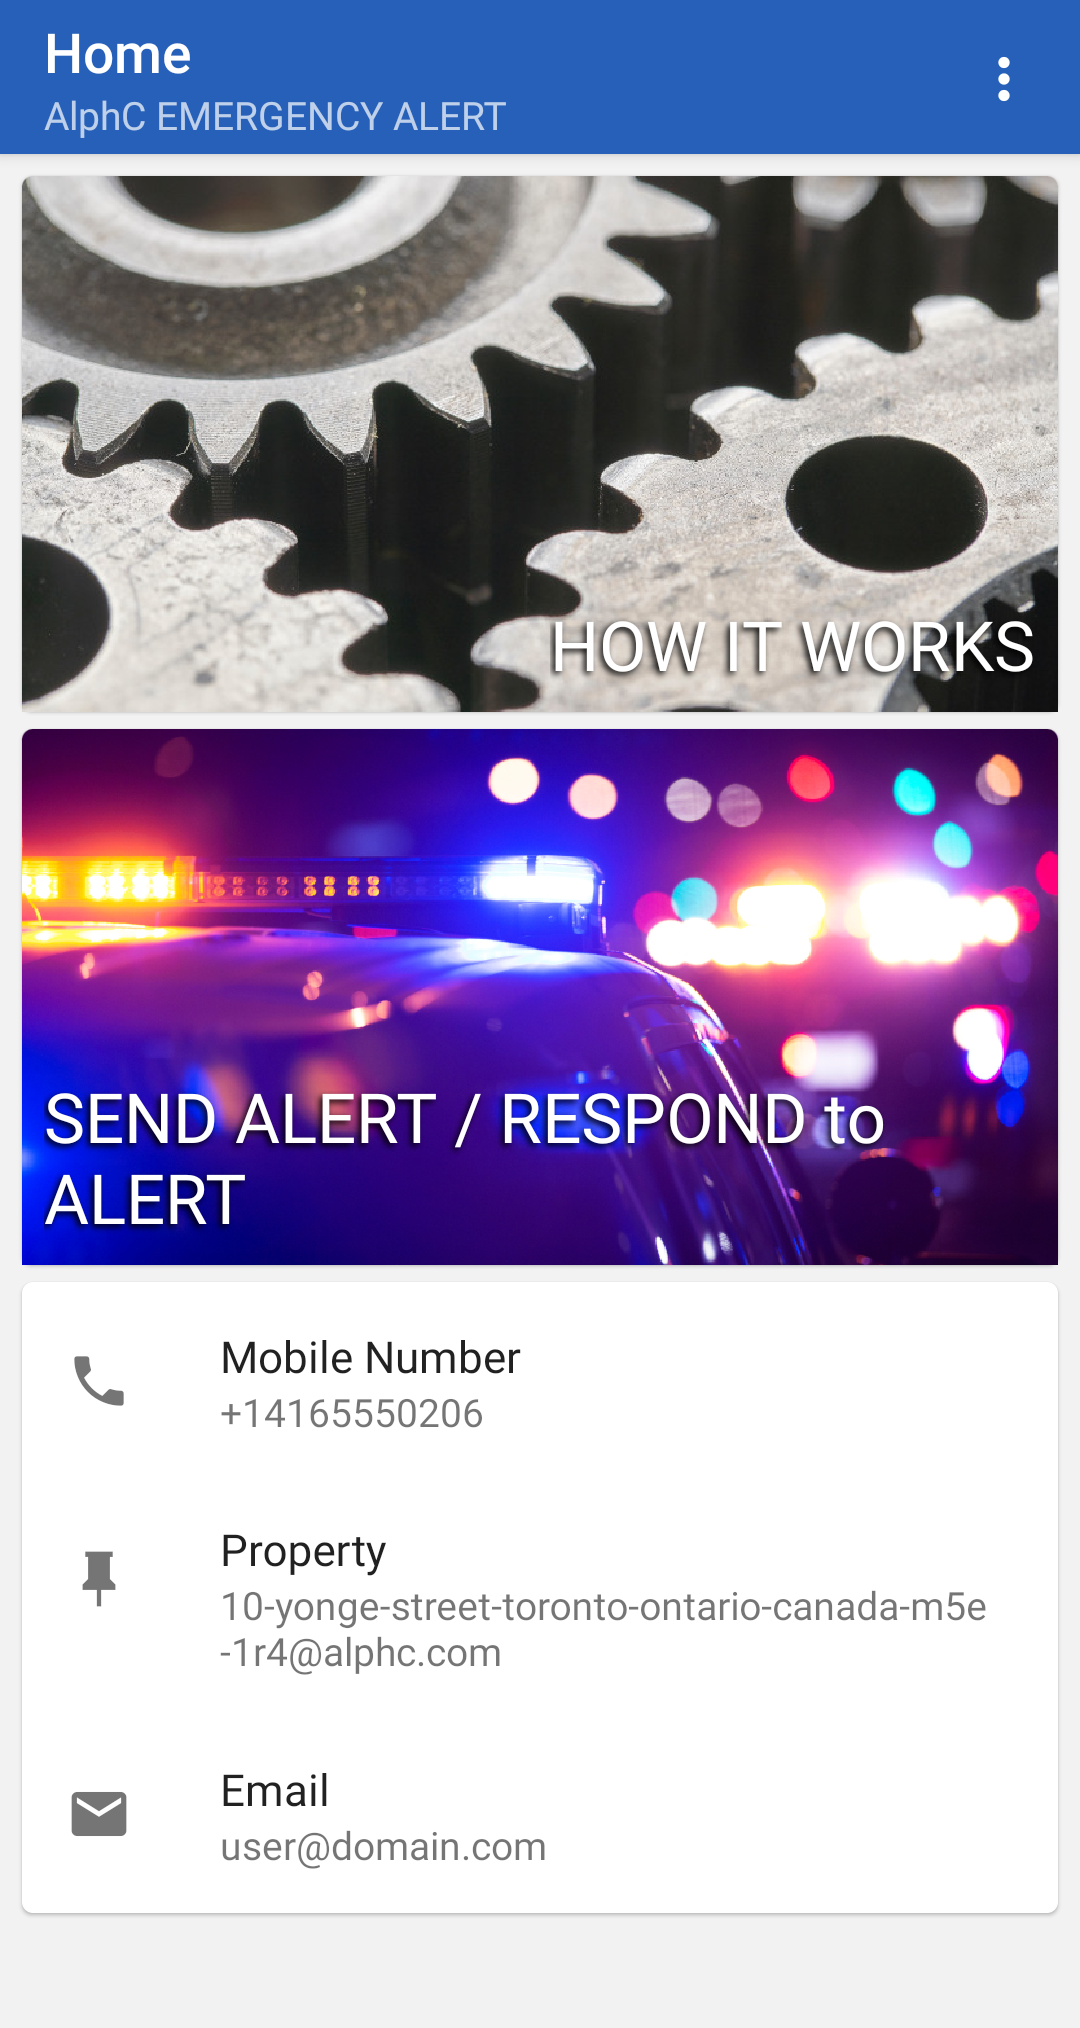 Home
AlphC EMERGENCY ALERT
HOW IT WORKS
SEND ALERT / RESPOND to
ALERT
Mobile Number
+14165550206
Property
10-yonge-street-toronto-ontario-canada-m5e
-1r4@alphc.com
Email
user@domain.com